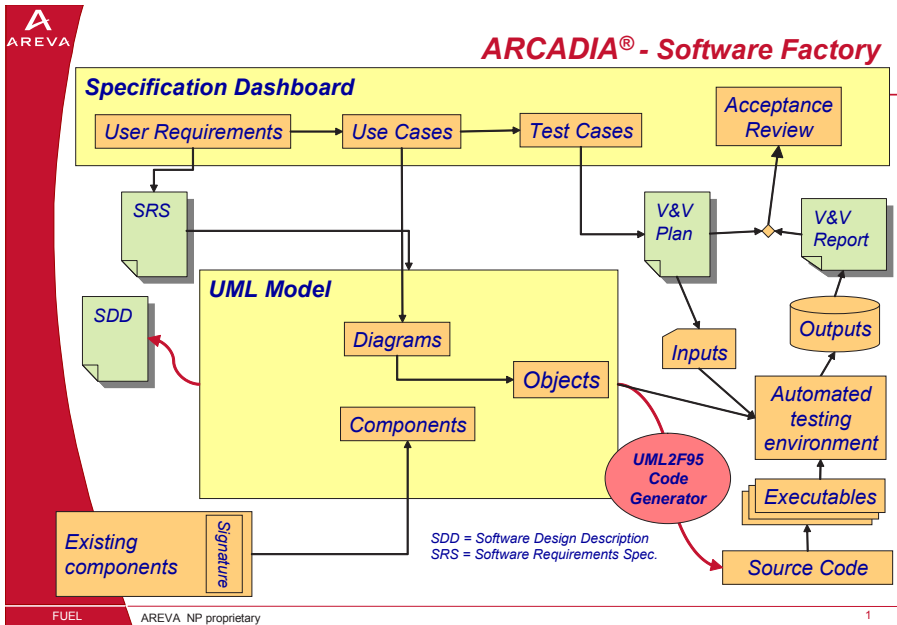 AREVA
ARCADIA® - Software Factory
Specification Dashboard
User Requirements
Use Cases
Test Cases
Acceptance
Review
SRS
V&V
Plan
V&V
Report
UML Model
SDD
Diagrams
Objects
Components
Inputs
Outputs
Automated
testing
environment
UML2F95
Code
Generator
Executables
Source Code
Existing
components
Signature
SDD = Software Design Description
SRS = Software Requirements Spec.
FUEL
AREVA NP proprietary
1